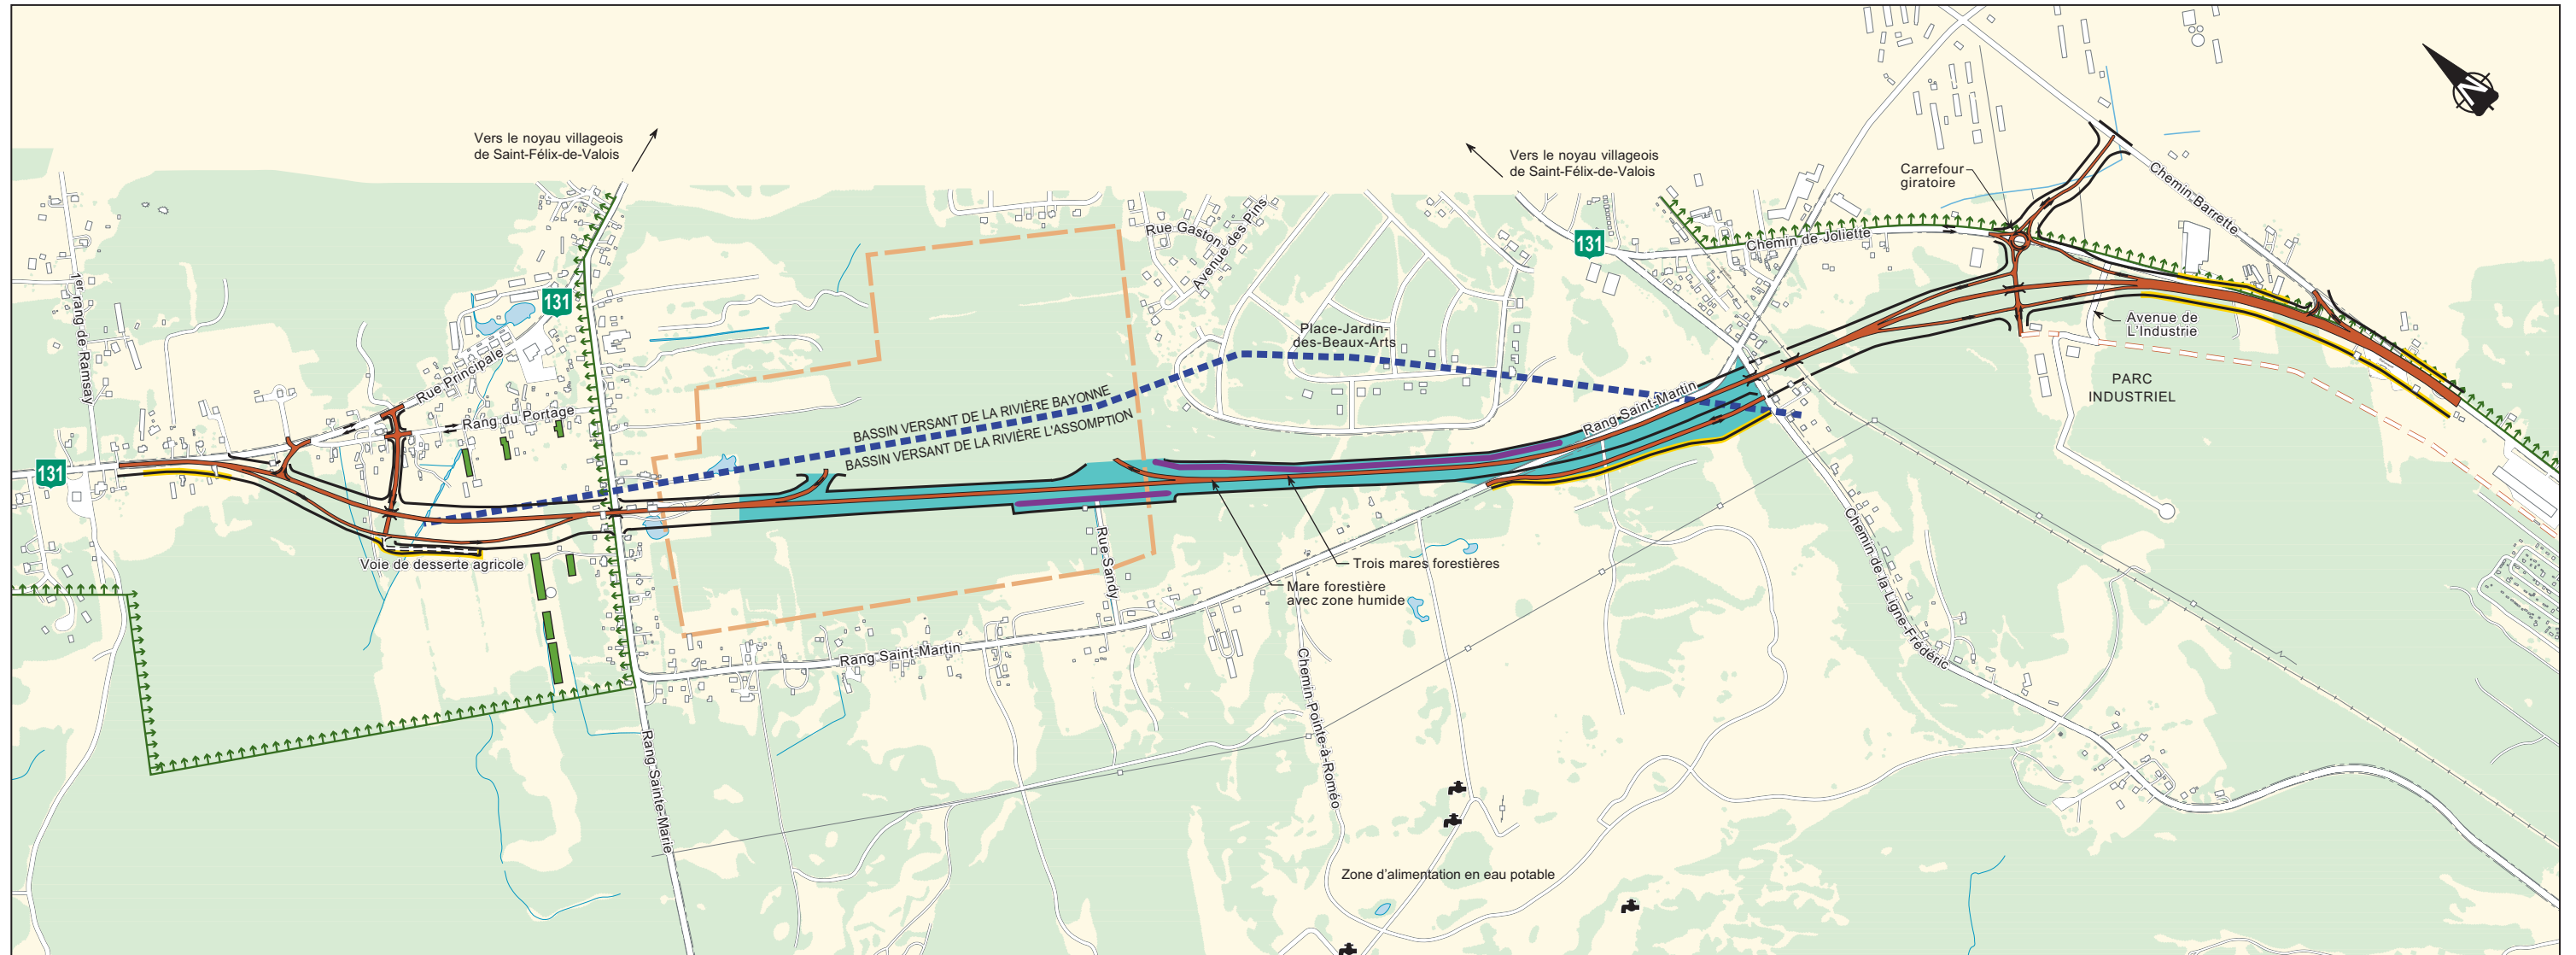 Vers le noyau villageois
de Saint-Félix-de-Valois
Vers le noyau villageois
de Saint-Félix-de-Valois
Carrefour
giratoire
N
Chemin Barrette
Rue Gaston
Avenue des Pins
131
Chemin de Joliette
1er rang de Ramsay
131
Rue Principale
Rang du Portage
Place-Jardin-
des-Beaux-Arts
Avenue de
L'Industrie
PARC
INDUSTRIEL
BASSIN VERSANT DE LA RIVIÈRE BAYONNE
BASSIN VERSANT DE LA RIVIÈRE L'ASSOMPTION
Rang Saint-Martin
131
Voie de desserte agricole
Rue Sandy
Trois mares forestières
Mare forestière
avec zone humide
Chemin de la Ligne-Frédéric
Rang Saint-Martin
Chemin Pointe-à-Roméo
Rang Sainte-Marie
Zone d'alimentation en eau potable